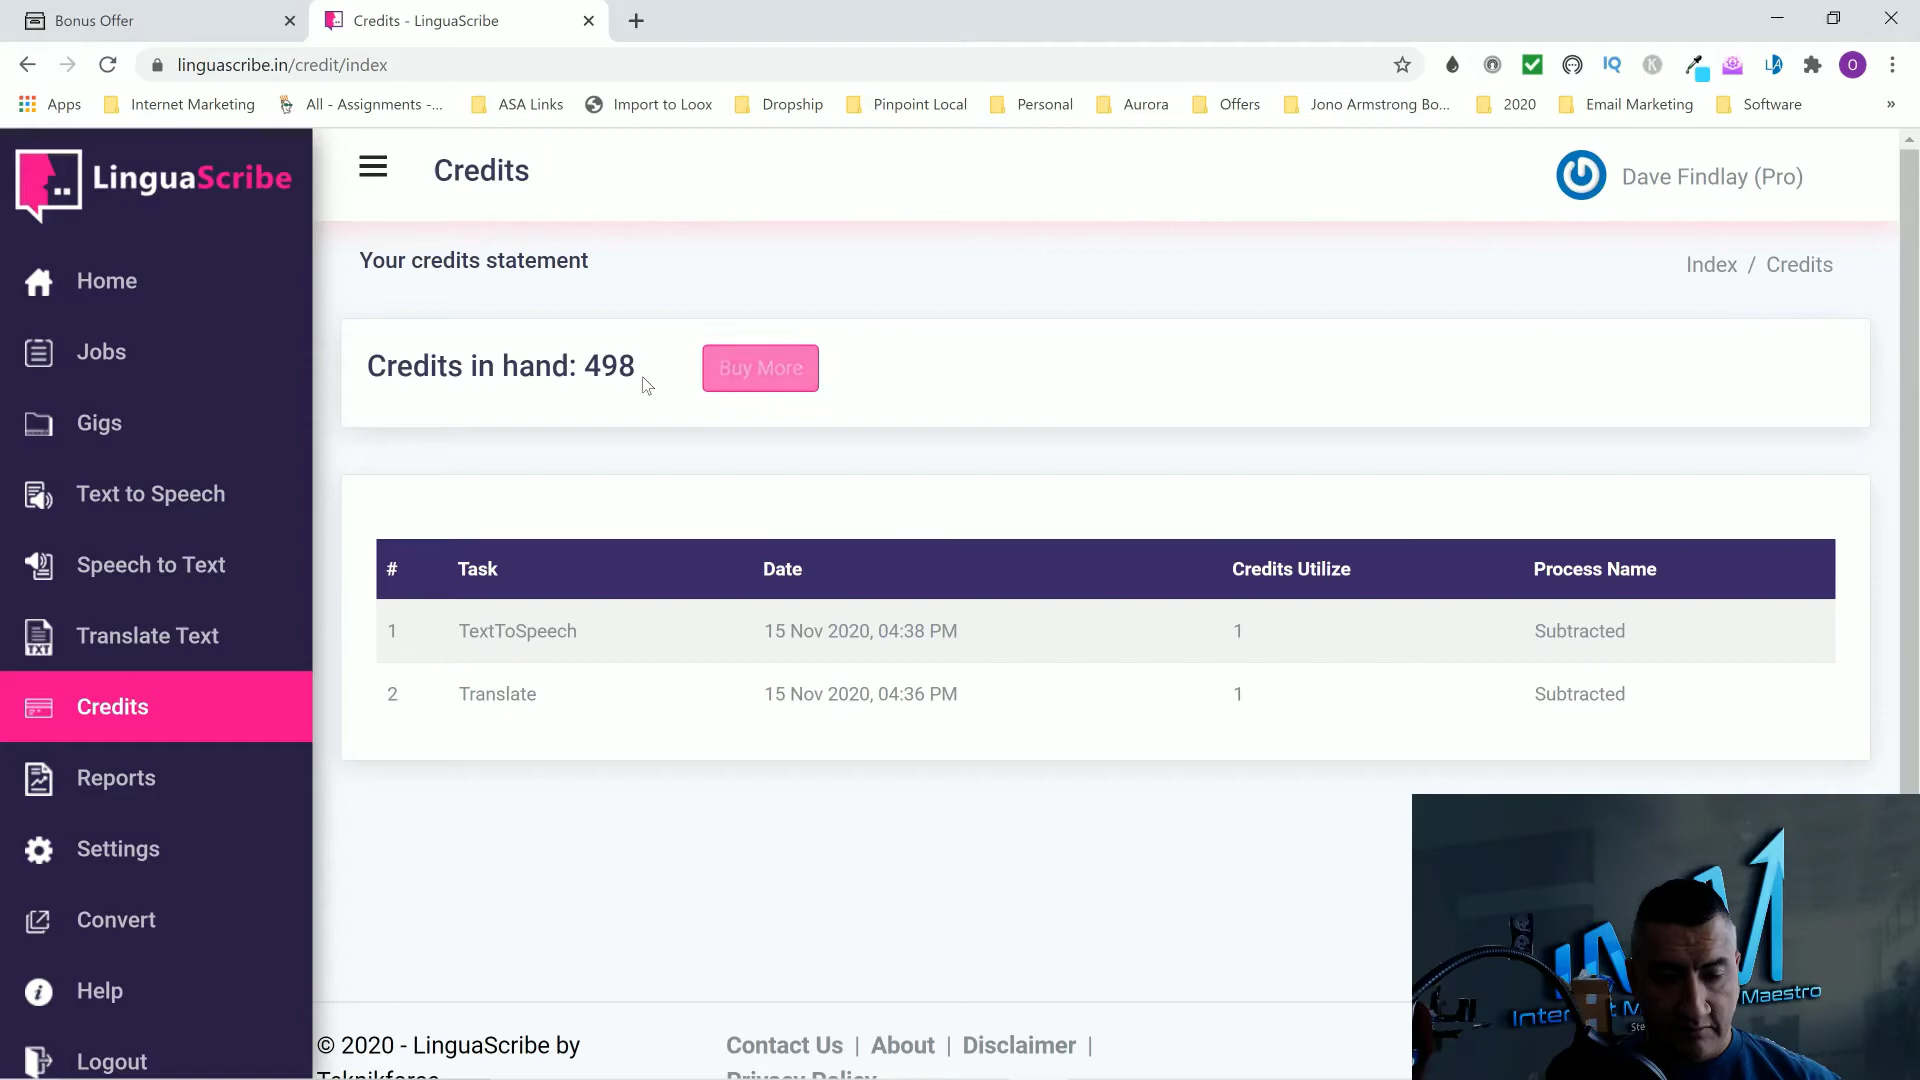 Bonus Offer
Credits - LinguaScribe
linguascribe.in/credit/index
IQ
K
O
Apps
Internet Marketing
All - Assignments -...
ASA Links
Import to Loox
Dropship
Pinpoint Local
Personal
Aurora
Offers
Jono Armstrong Bo...
2020
Email Marketing
Software
»
LinguaScribe
Credits
Dave Findlay (Pro)
Your credits statement
Index / Credits
Home
Jobs
Gigs
Text to Speech
Speech to Text
TXT Translate Text
Credits
Reports
Settings
Convert
Help
Logout
Credits in hand: 498
Buy More
# Task Date Credits Utilize Process Name
1 TextToSpeech 15 Nov 2020, 04:38 PM 1 Subtracted
2 Translate 15 Nov 2020, 04:36 PM 1 Subtracted
© 2020 - LinguaScribe by
Teknikforce
Contact Us | About | Disclaimer |
Privacy Policy
Maestro